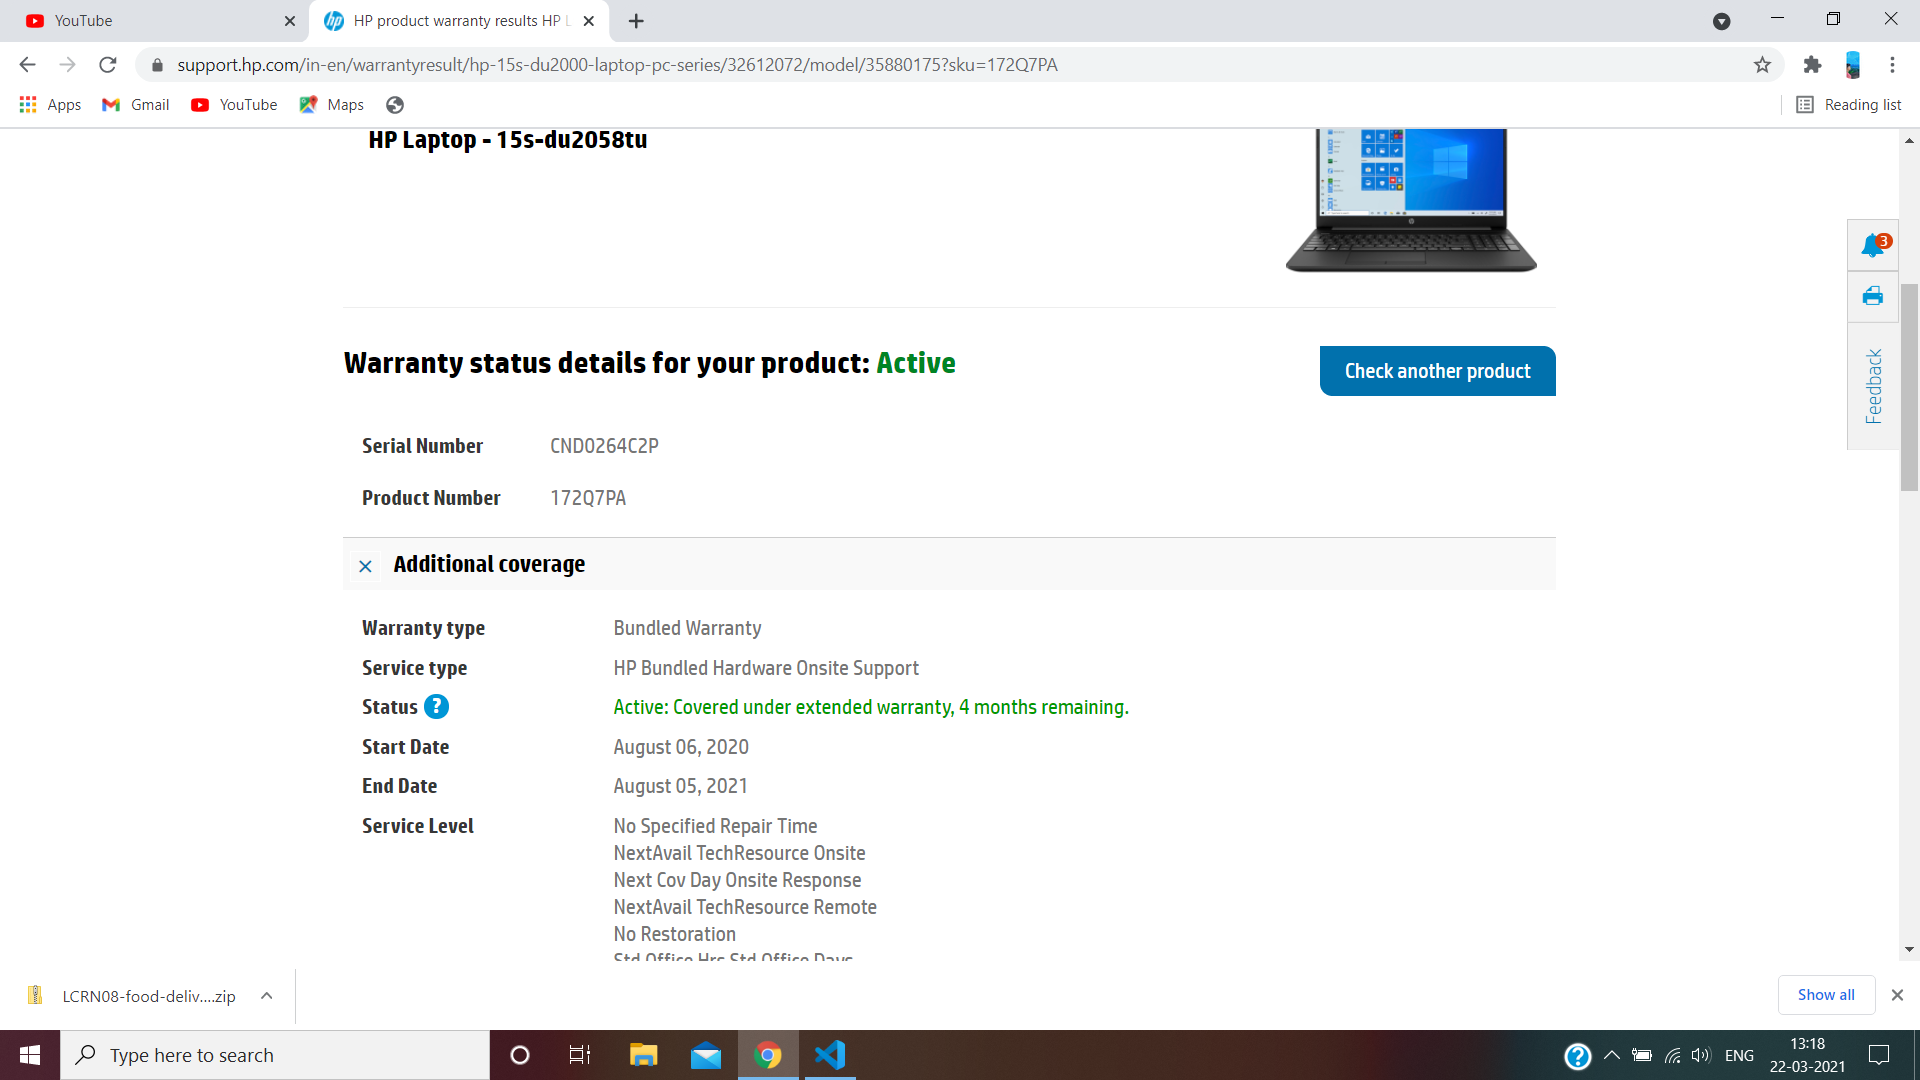 YouTube
HP product warranty results HP L
support.hp.com/in-en/warrantyresult/hp-15s-du2000-laptop-pc-series/32612072/model/35880175?sku=172Q7PA
Apps
Gmail
YouTube
Maps
Reading list
HP Laptop - 15s-du2058tu
3
Feedback
Warranty status details for your product: Active
Check another product
Serial Number CND0264C2P
Product Number 172Q7PA
Additional coverage
Warranty type Bundled Warranty
Service type HP Bundled Hardware Onsite Support
Status ? Active: Covered under extended warranty, 4 months remaining.
Start Date August 06, 2020
End Date August 05, 2021
Service Level No Specified Repair Time
NextAvail TechResource Onsite
Next Cov Day Onsite Response
NextAvail TechResource Remote
No Restoration
Std Office Hrs Std Office Days
LCRN08-food-deliv....zip
Show all
Type here to search
ENG
13:18
22-03-2021